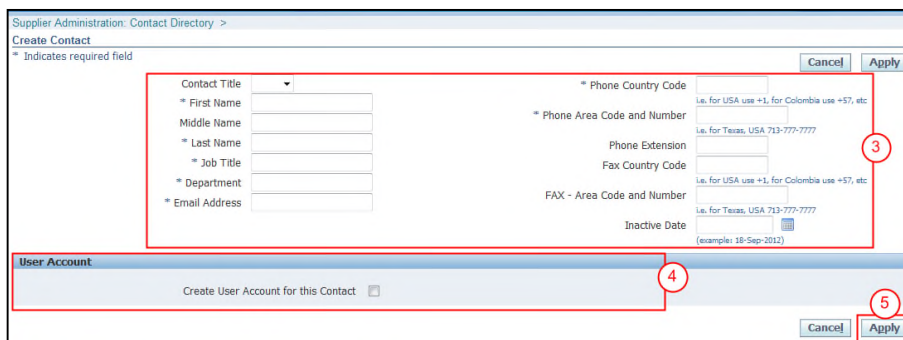 Supplier Administration: Contact Directory >
Create Contact
* Indicates required field
Cancel Apply
Contact Title
* First Name
Middle Name
* Last Name
* Job Title
* Department
* Email Address
* Phone Country Code
i.e. for USA use +1, for Colombia use +57, etc
* Phone Area Code and Number
i.e. for Texas, USA 713-777-7777
Phone Extension
Fax Country Code
i.e. for USA use +1, for Colombia use +57, etc
FAX - Area Code and Number
i.e. for Texas, USA 713-777-7777
Inactive Date
(example: 18-Sep-2012)
3
User Account
4
Create User Account for this Contact
5
Cancel Apply